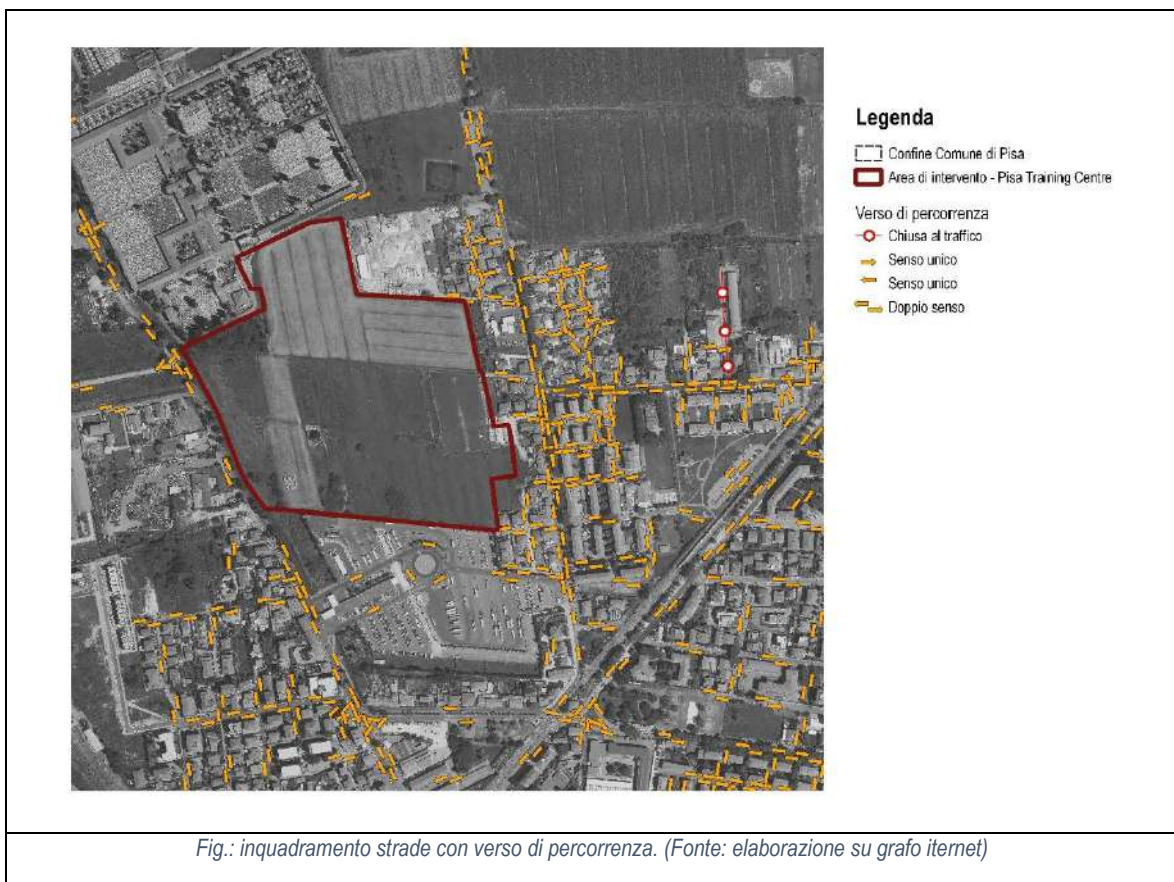 Legenda
Confine Comune di Pisa
Area di intervento - Pisa Training Centre
Verso di percorrenza
Chiusa al traffico
Senso unico
Senso unico
Doppio senso
Fig.: inquadramento strade con verso di percorrenza. (Fonte: elaborazione su grafo iternet)